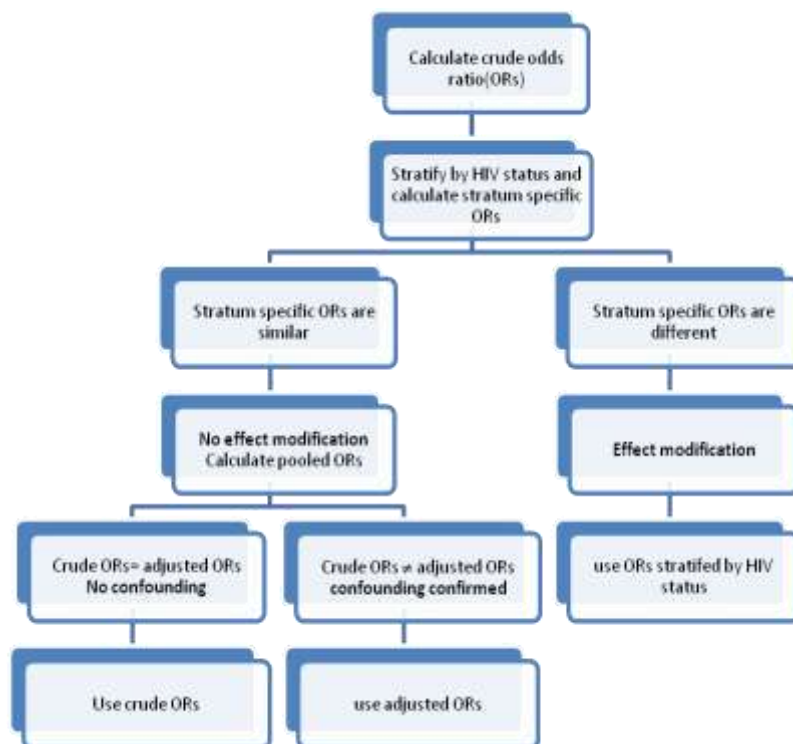 Calculate crude odds
ratio(ORs)
Stratify by HIV status and
calculate stratum specific
ORs
Stratum specific ORs are
similar
Stratum specific ORs are
different
No effect modification
Calculate pooled ORs
Effect modification
Crude ORs= adjusted ORs
No confounding
Crude ORs ≠ adjusted ORs
confounding confirmed
use ORs stratifed by HIV
status
Use crude ORs
use adjusted ORs